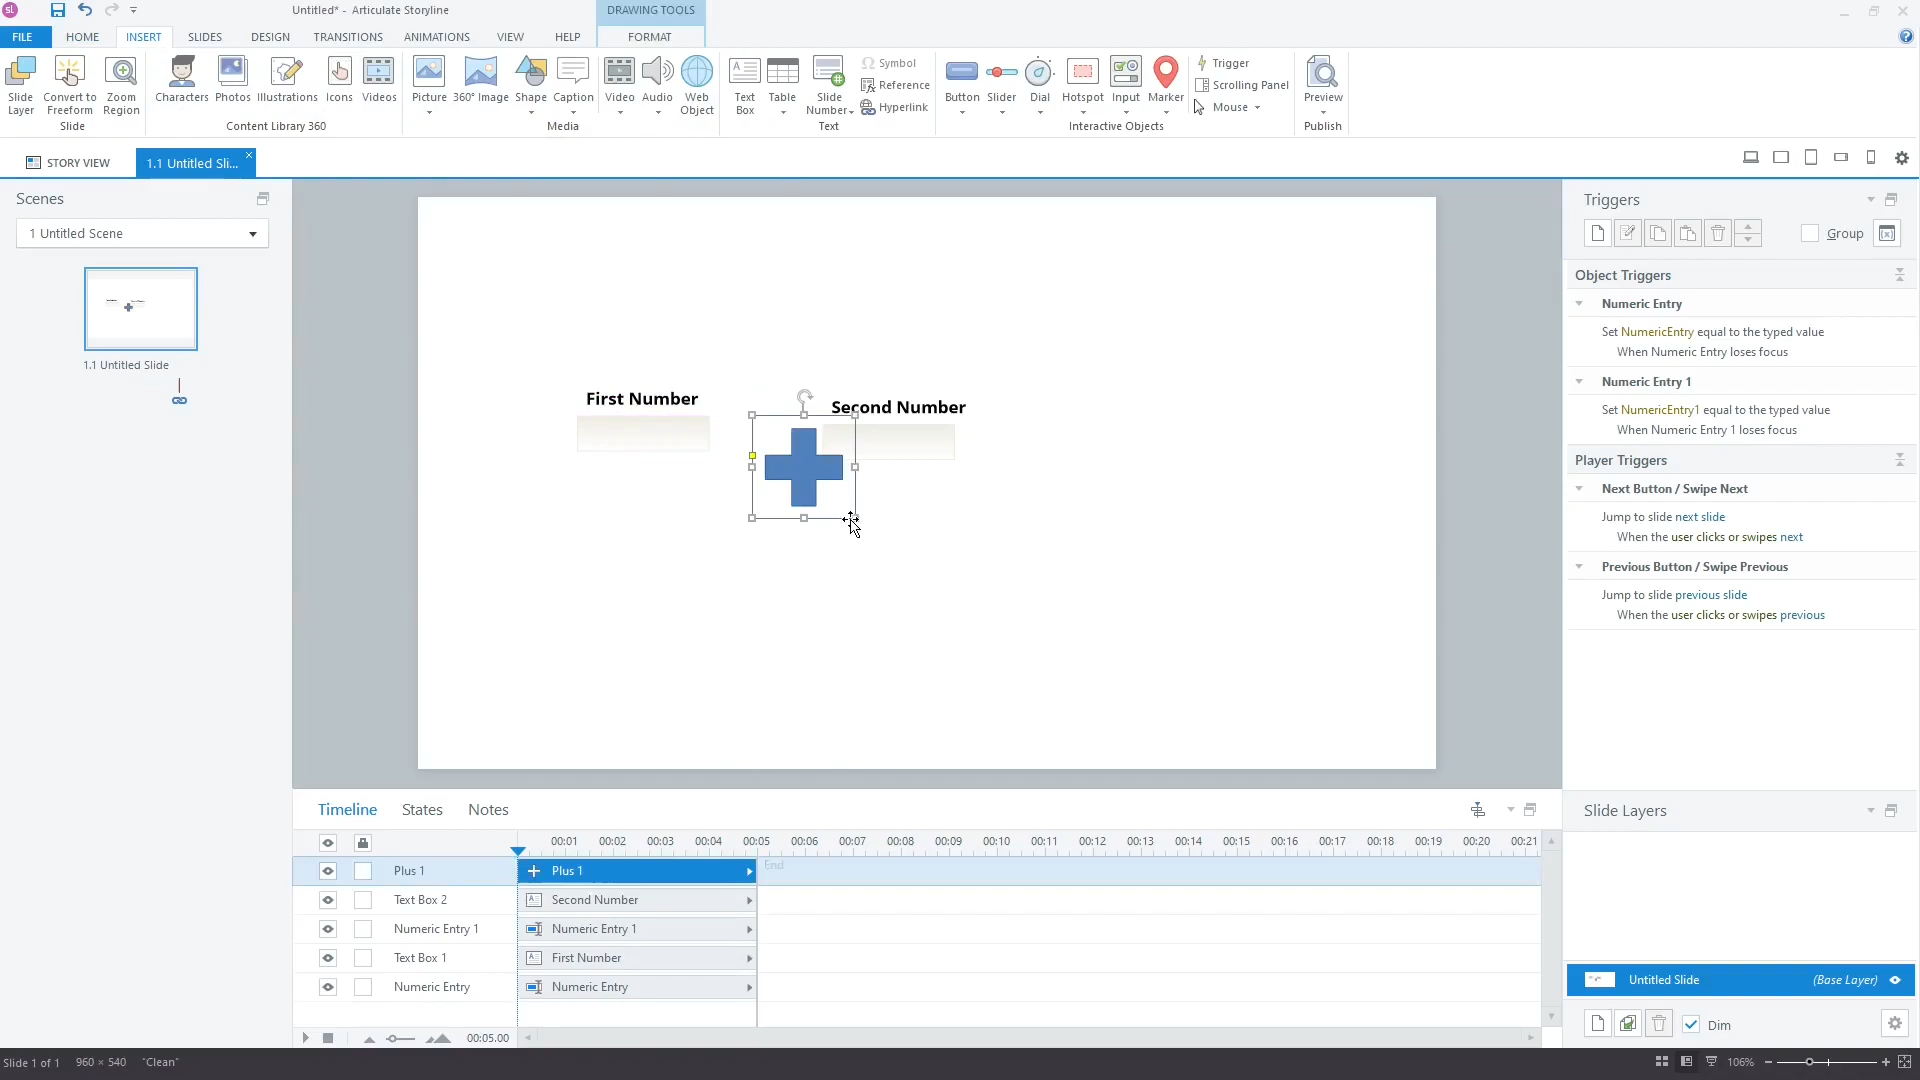 sl
Untitled* - Articulate Storyline
DRAWING TOOLS
FILE
HOME
INSERT
SLIDES
DESIGN
TRANSITIONS
ANIMATIONS
VIEW
HELP
FORMAT
Slide Layer
Convert to Freeform
Zoom Region
Slide
Characters
Photos
Illustrations
Icons
Videos
Content Library 360
Picture
360° Image
Shape
Caption
Video
Audio
Web Object
Media
Text Box
Table
Slide Number
Symbol
Reference
Hyperlink
Text
Button
Slider
Dial
Hotspot
Input
Marker
Trigger
Scrolling Panel
Mouse
Interactive Objects
Preview
Publish
STORY VIEW
1.1 Untitled Sli...
Scenes
1 Untitled Scene
1.1 Untitled Slide
First Number
Second Number
Triggers
Group
Object Triggers
Numeric Entry
Set NumericEntry equal to the typed value
When Numeric Entry loses focus
Numeric Entry 1
Set NumericEntry1 equal to the typed value
When Numeric Entry 1 loses focus
Player Triggers
Next Button / Swipe Next
Jump to slide next slide
When the user clicks or swipes next
Previous Button / Swipe Previous
Jump to slide previous slide
When the user clicks or swipes previous
Timeline
States
Notes
00:01 00:02 00:03 00:04 00:05 00:06 00:07 00:08 00:09 00:10 00:11 00:12 00:13 00:14 00:15 00:16 00:17 00:18 00:19 00:20 00:21
Plus 1
Plus 1
End
Text Box 2
Second Number
Numeric Entry 1
Numeric Entry 1
Text Box 1
First Number
Numeric Entry
Numeric Entry
00:05.00
Slide Layers
Untitled Slide
(Base Layer)
Dim
Slide 1 of 1
960 × 540
"Clean"
106%